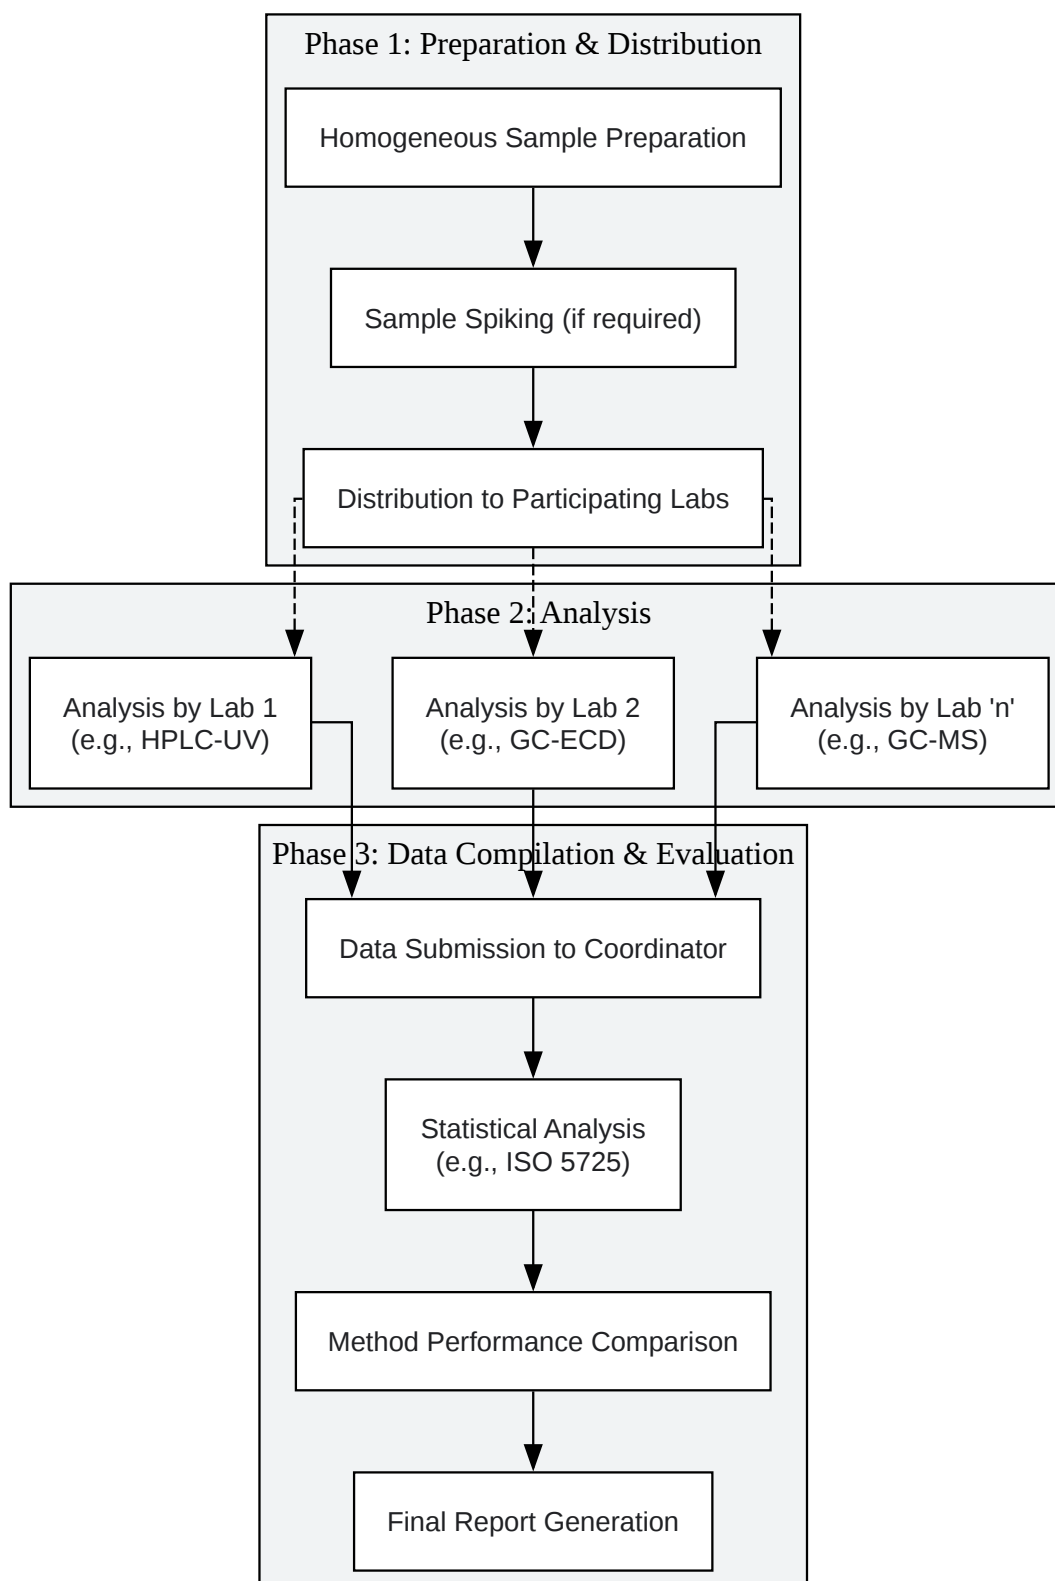 Phase 1: Preparation & Distribution
Homogeneous Sample Preparation
Sample Spiking (if required)
Distribution to Participating Labs
Phase 2: Analysis
Analysis by Lab 1
(e.g., HPLC-UV)
Analysis by Lab 2
(e.g., GC-ECD)
Analysis by Lab 'n'
(e.g., GC-MS)
Phase 3: Data Compilation & Evaluation
Data Submission to Coordinator
Statistical Analysis
(e.g., ISO 5725)
Method Performance Comparison
Final Report Generation